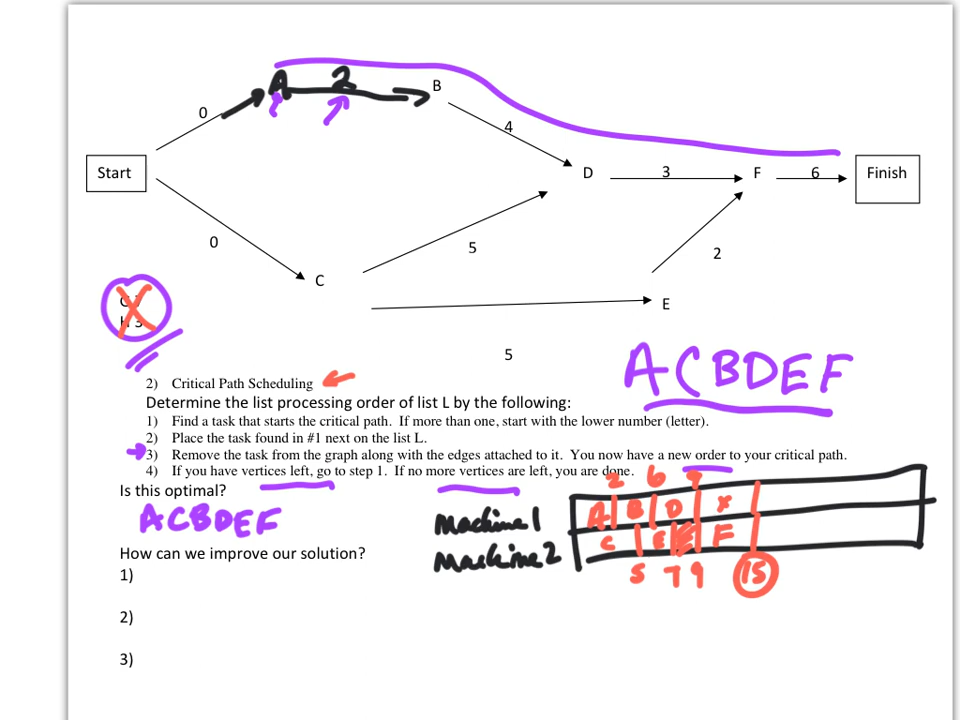 A 2 B
0
4
Start D 3 F 6 Finish
0 5 2
C
E
5
ACBDEF
2) Critical Path Scheduling
Determine the list processing order of list L by the following:
1) Find a task that starts the critical path. If more than one, start with the lower number (letter).
2) Place the task found in #1 next on the list L.
3) Remove the task from the graph along with the edges attached to it. You now have a new order to your critical path.
4) If you have vertices left, go to step 1. If no more vertices are left, you are done.
2 6 9
Is this optimal?
ACBDEF
Machine 1 A B D X
Machine 2 C E F
How can we improve our solution?
5 7 9 15
1)
2)
3)